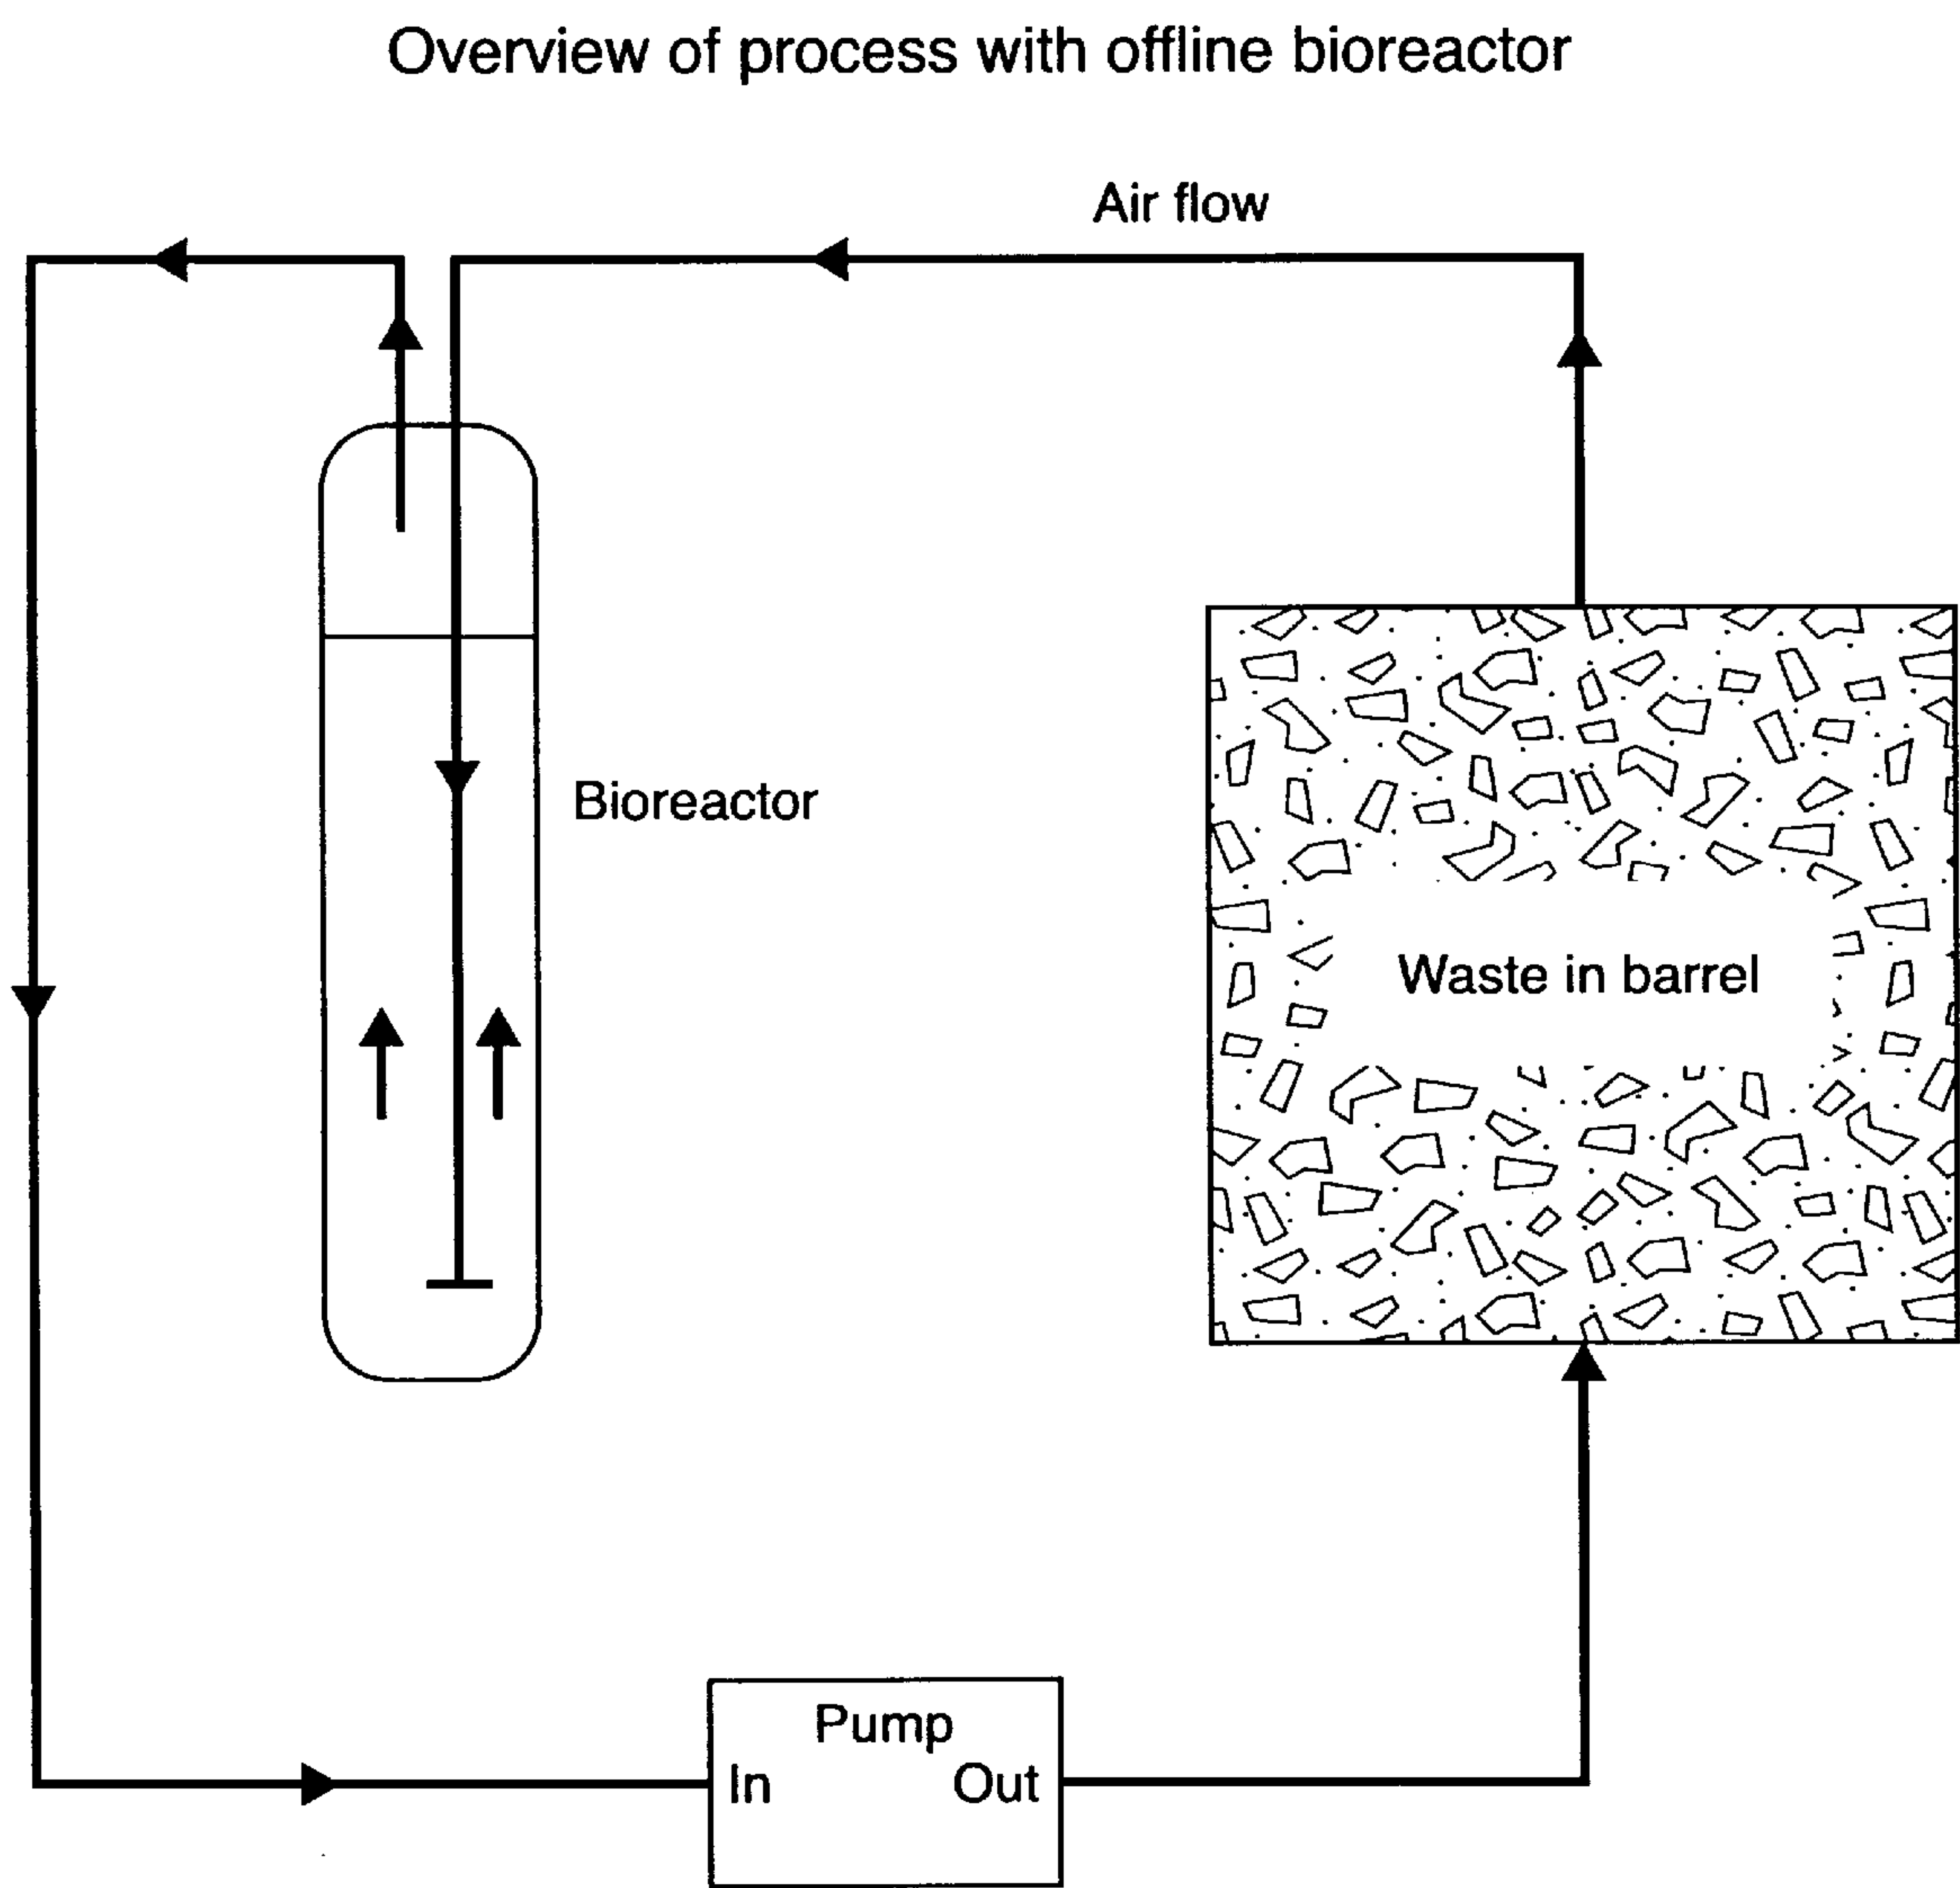 Overview of process with offline bioreactor
Air flow
Bioreactor
Waste in barrel
Pump
In
Out